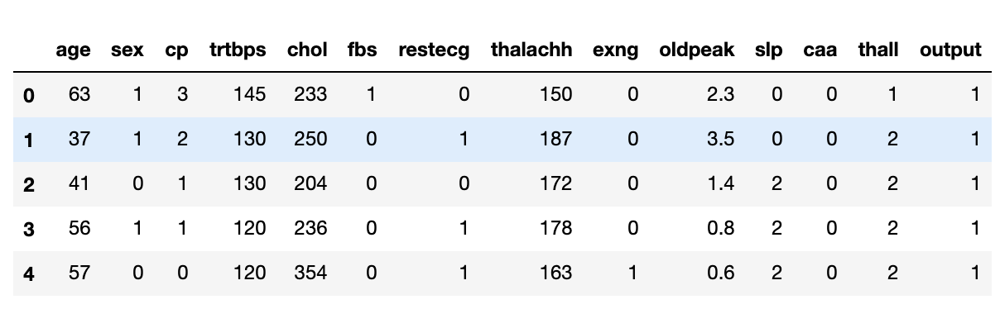 age sex cp trtbps chol fbs restecg thalachh exng oldpeak slp caa thall output
0 63 1 3 145 233 1 0 150 0 2.3 0 0 1 1
1 37 1 2 130 250 0 1 187 0 3.5 0 0 2 1
2 41 0 1 130 204 0 0 172 0 1.4 2 0 2 1
3 56 1 1 120 236 0 1 178 0 0.8 2 0 2 1
4 57 0 0 120 354 0 1 163 1 0.6 2 0 2 1